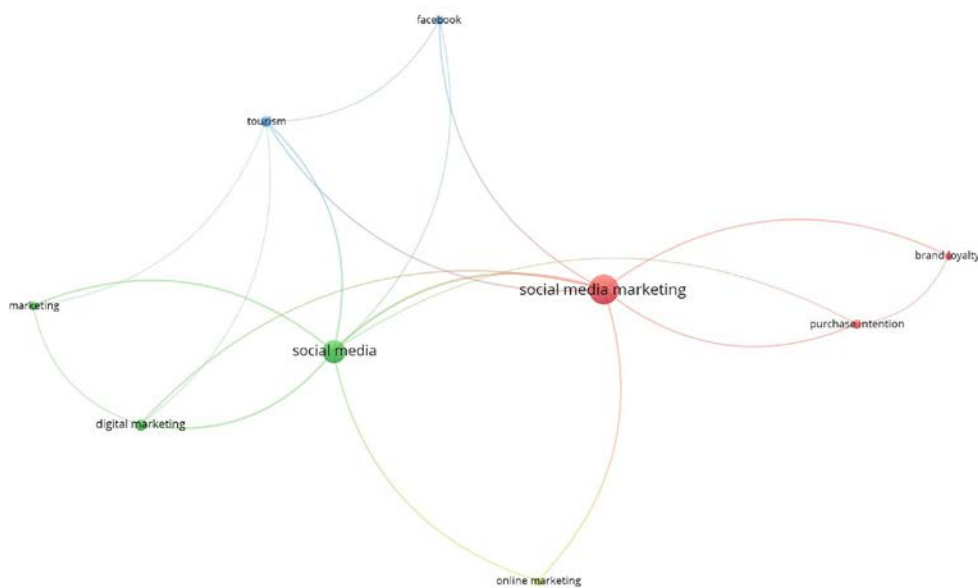 facebook
tourism
brand loyalty
social media marketing
marketing
purchase intention
social media
digital marketing
online marketing